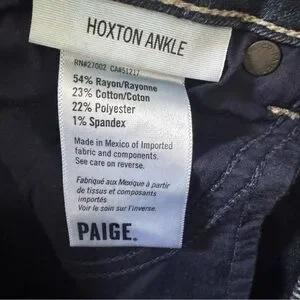 HOXTON ANKLE
RN#27002 CA#51217
54% Rayon/Rayonne
23% Cotton/Coton
22% Polyester
1% Spandex
Made in Mexico of Imported
fabric and components.
See care on reverse.
Fabriqué aux Mexique à partir
de tissus et composants
importés
Voir le soin sur l'inverse.
PAIGE.